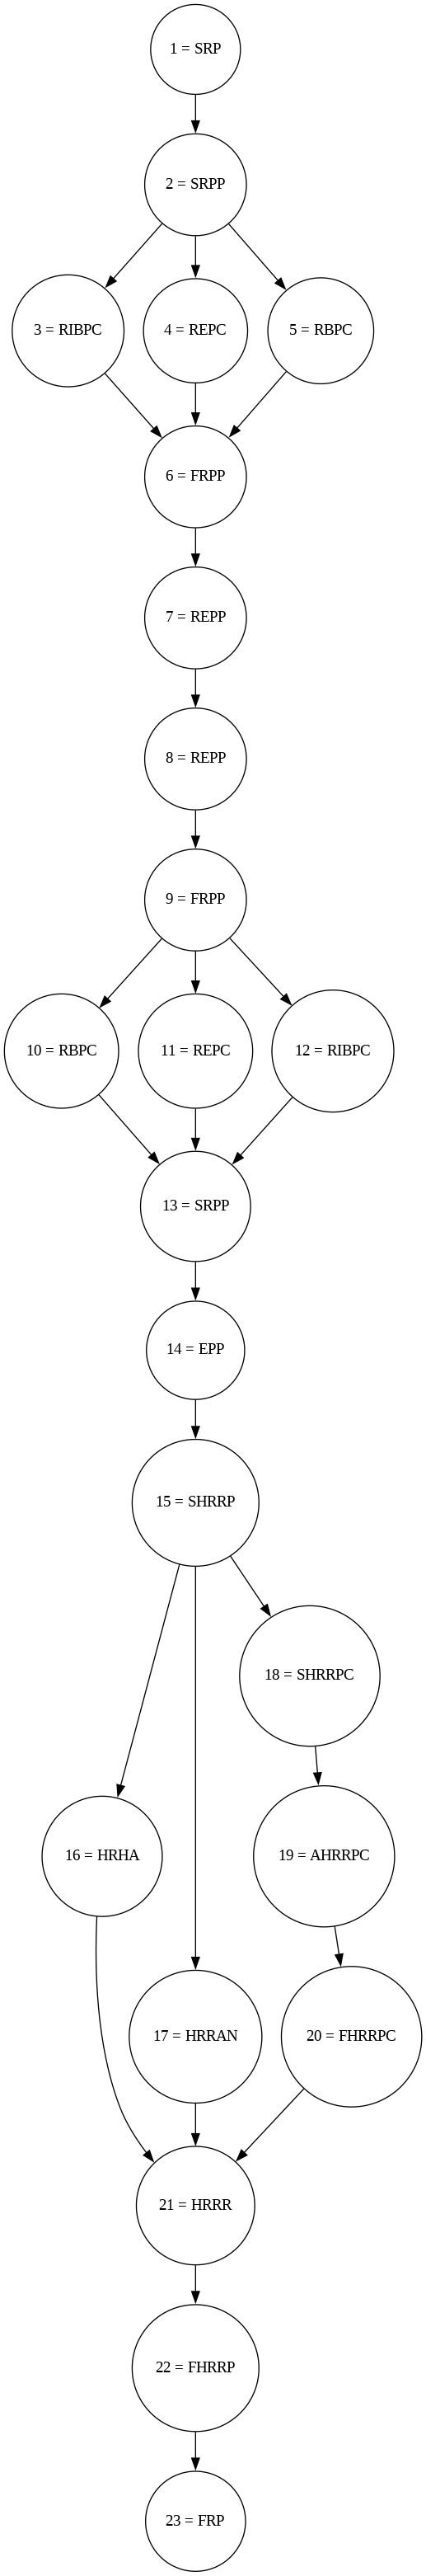 1 = SRP
2 = SRPP
3 = RIBPC
4 = REPC
5 = RBPC
6 = FRPP
7 = REPP
8 = REPP
9 = FRPP
10 = RBPC
11 = REPC
12 = RIBPC
13 = SRPP
14 = EPP
15 = SHRRP
18 = SHRRPC
16 = HRHA
19 = AHRRPC
17 = HRRAN
20 = FHRRPC
21 = HRRR
22 = FHRRP
23 = FRP